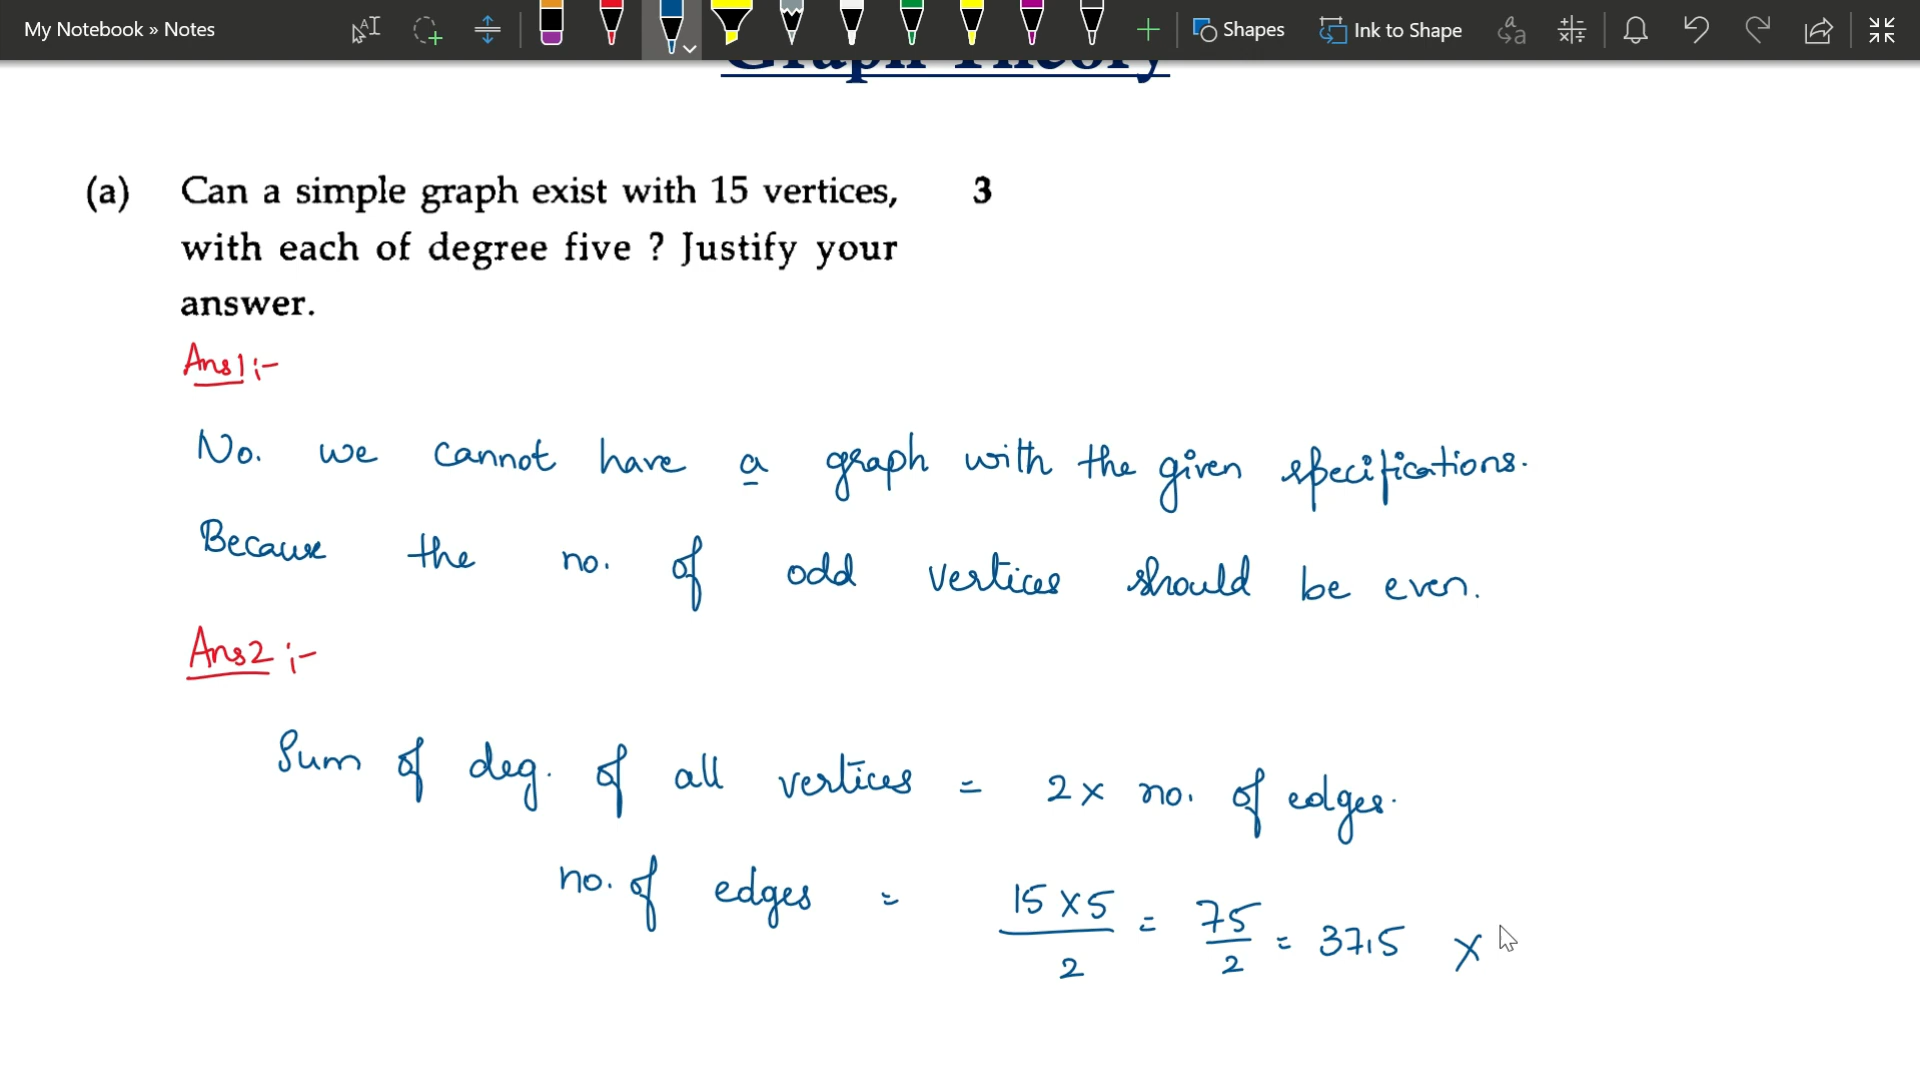 My Notebook » Notes
Shapes
Ink to Shape
Graph Theory
(a) Can a simple graph exist with 15 vertices, 3
with each of degree five ? Justify your
answer.
Ans1:-
No. we cannot have a graph with the given specifications.
Because the no. of odd vertices should be even.
Ans2:-
Sum of deg. of all vertices = 2 × no. of edges.
no. of edges = 15 × 5 / 2 = 75 / 2 = 37.5 ×